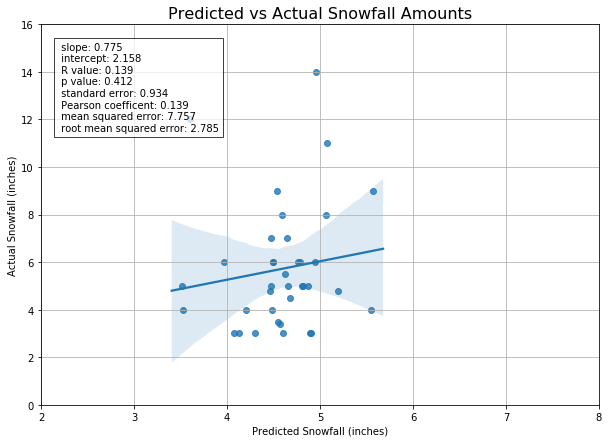 Predicted vs Actual Snowfall Amounts
slope: 0.775
intercept: 2.158
R value: 0.139
p value: 0.412
standard error: 0.934
Pearson coefficent: 0.139
mean squared error: 7.757
root mean squared error: 2.785
16
14
12
10
8
6
4
2
0
Actual Snowfall (inches)
2 3 4 5 6 7 8
Predicted Snowfall (inches)